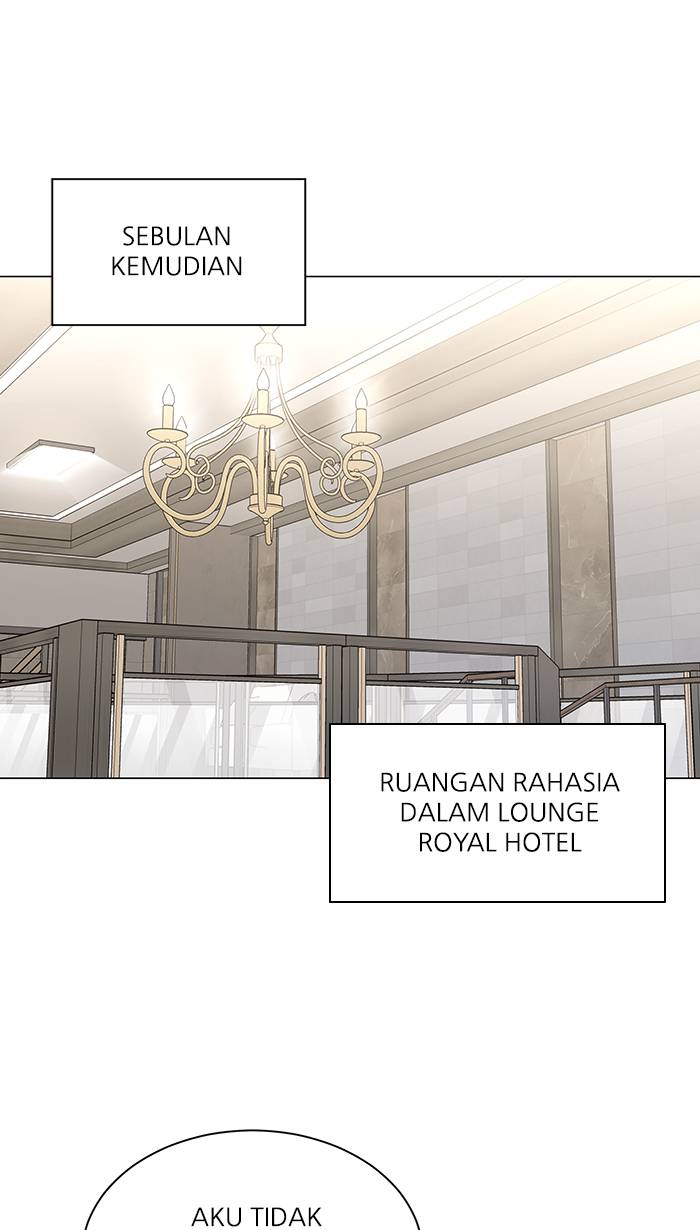 SEBULAN
KEMUDIAN
RUANGAN RAHASIA
DALAM LOUNGE
ROYAL HOTEL
AKU TIDAK